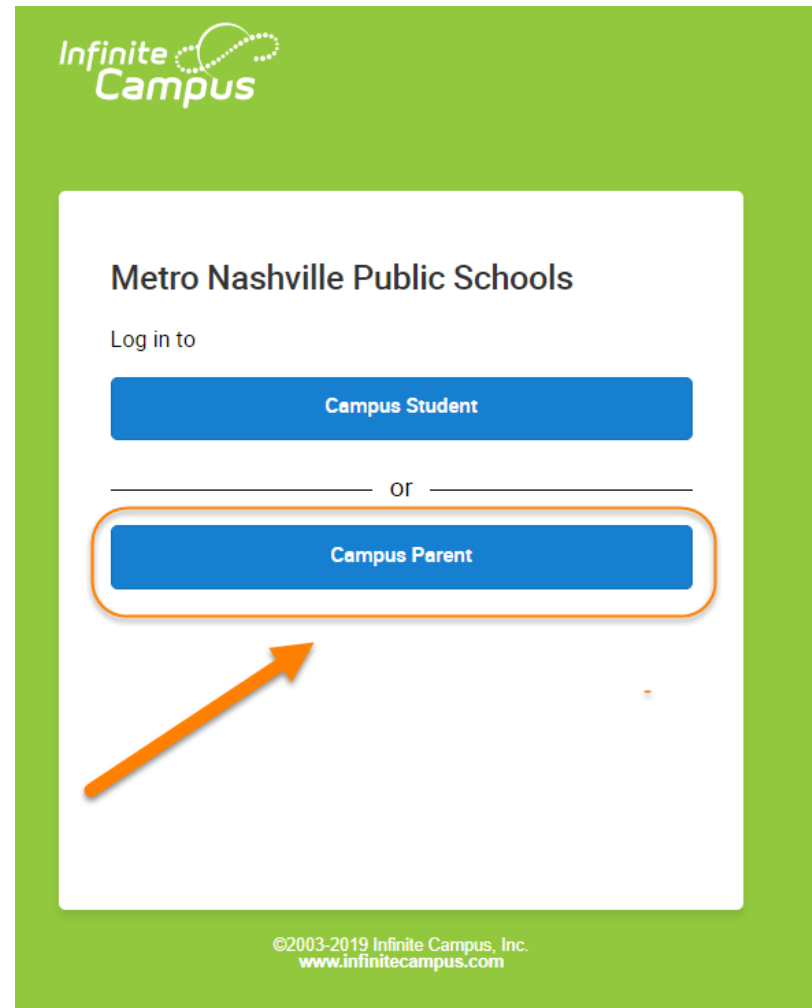 Infinite
Campus
Metro Nashville Public Schools
Log in to
Campus Student
or
Campus Parent
©2003-2019 Infinite Campus, Inc.
www.infinitecampus.com